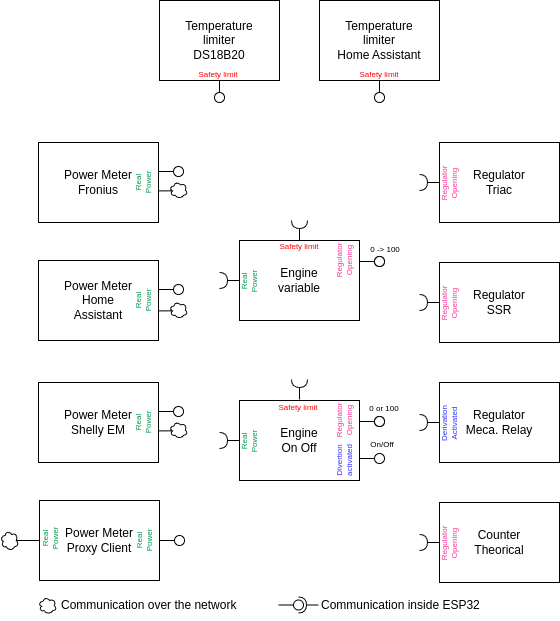 Temperature
limiter
DS18B20
Safety limit
Temperature
limiter
Home Assistant
Safety limit
Power Meter
Fronius
Real
Power
Regulator
Triac
Regulator
Opening
Safety limit
Engine
variable
Real
Power
Regulator
Opening
0 -> 100
Power Meter
Home
Assistant
Real
Power
Regulator
SSR
Regulator
Opening
Power Meter
Shelly EM
Real
Power
Safety limit
Engine
On Off
Real
Power
Regulator
Opening
Divertion
activated
0 or 100
On/Off
Regulator
Meca. Relay
Derivation
Activated
Real
Power
Power Meter
Proxy Client
Real
Power
Counter
Theorical
Regulator
Opening
Communication over the network
Communication inside ESP32